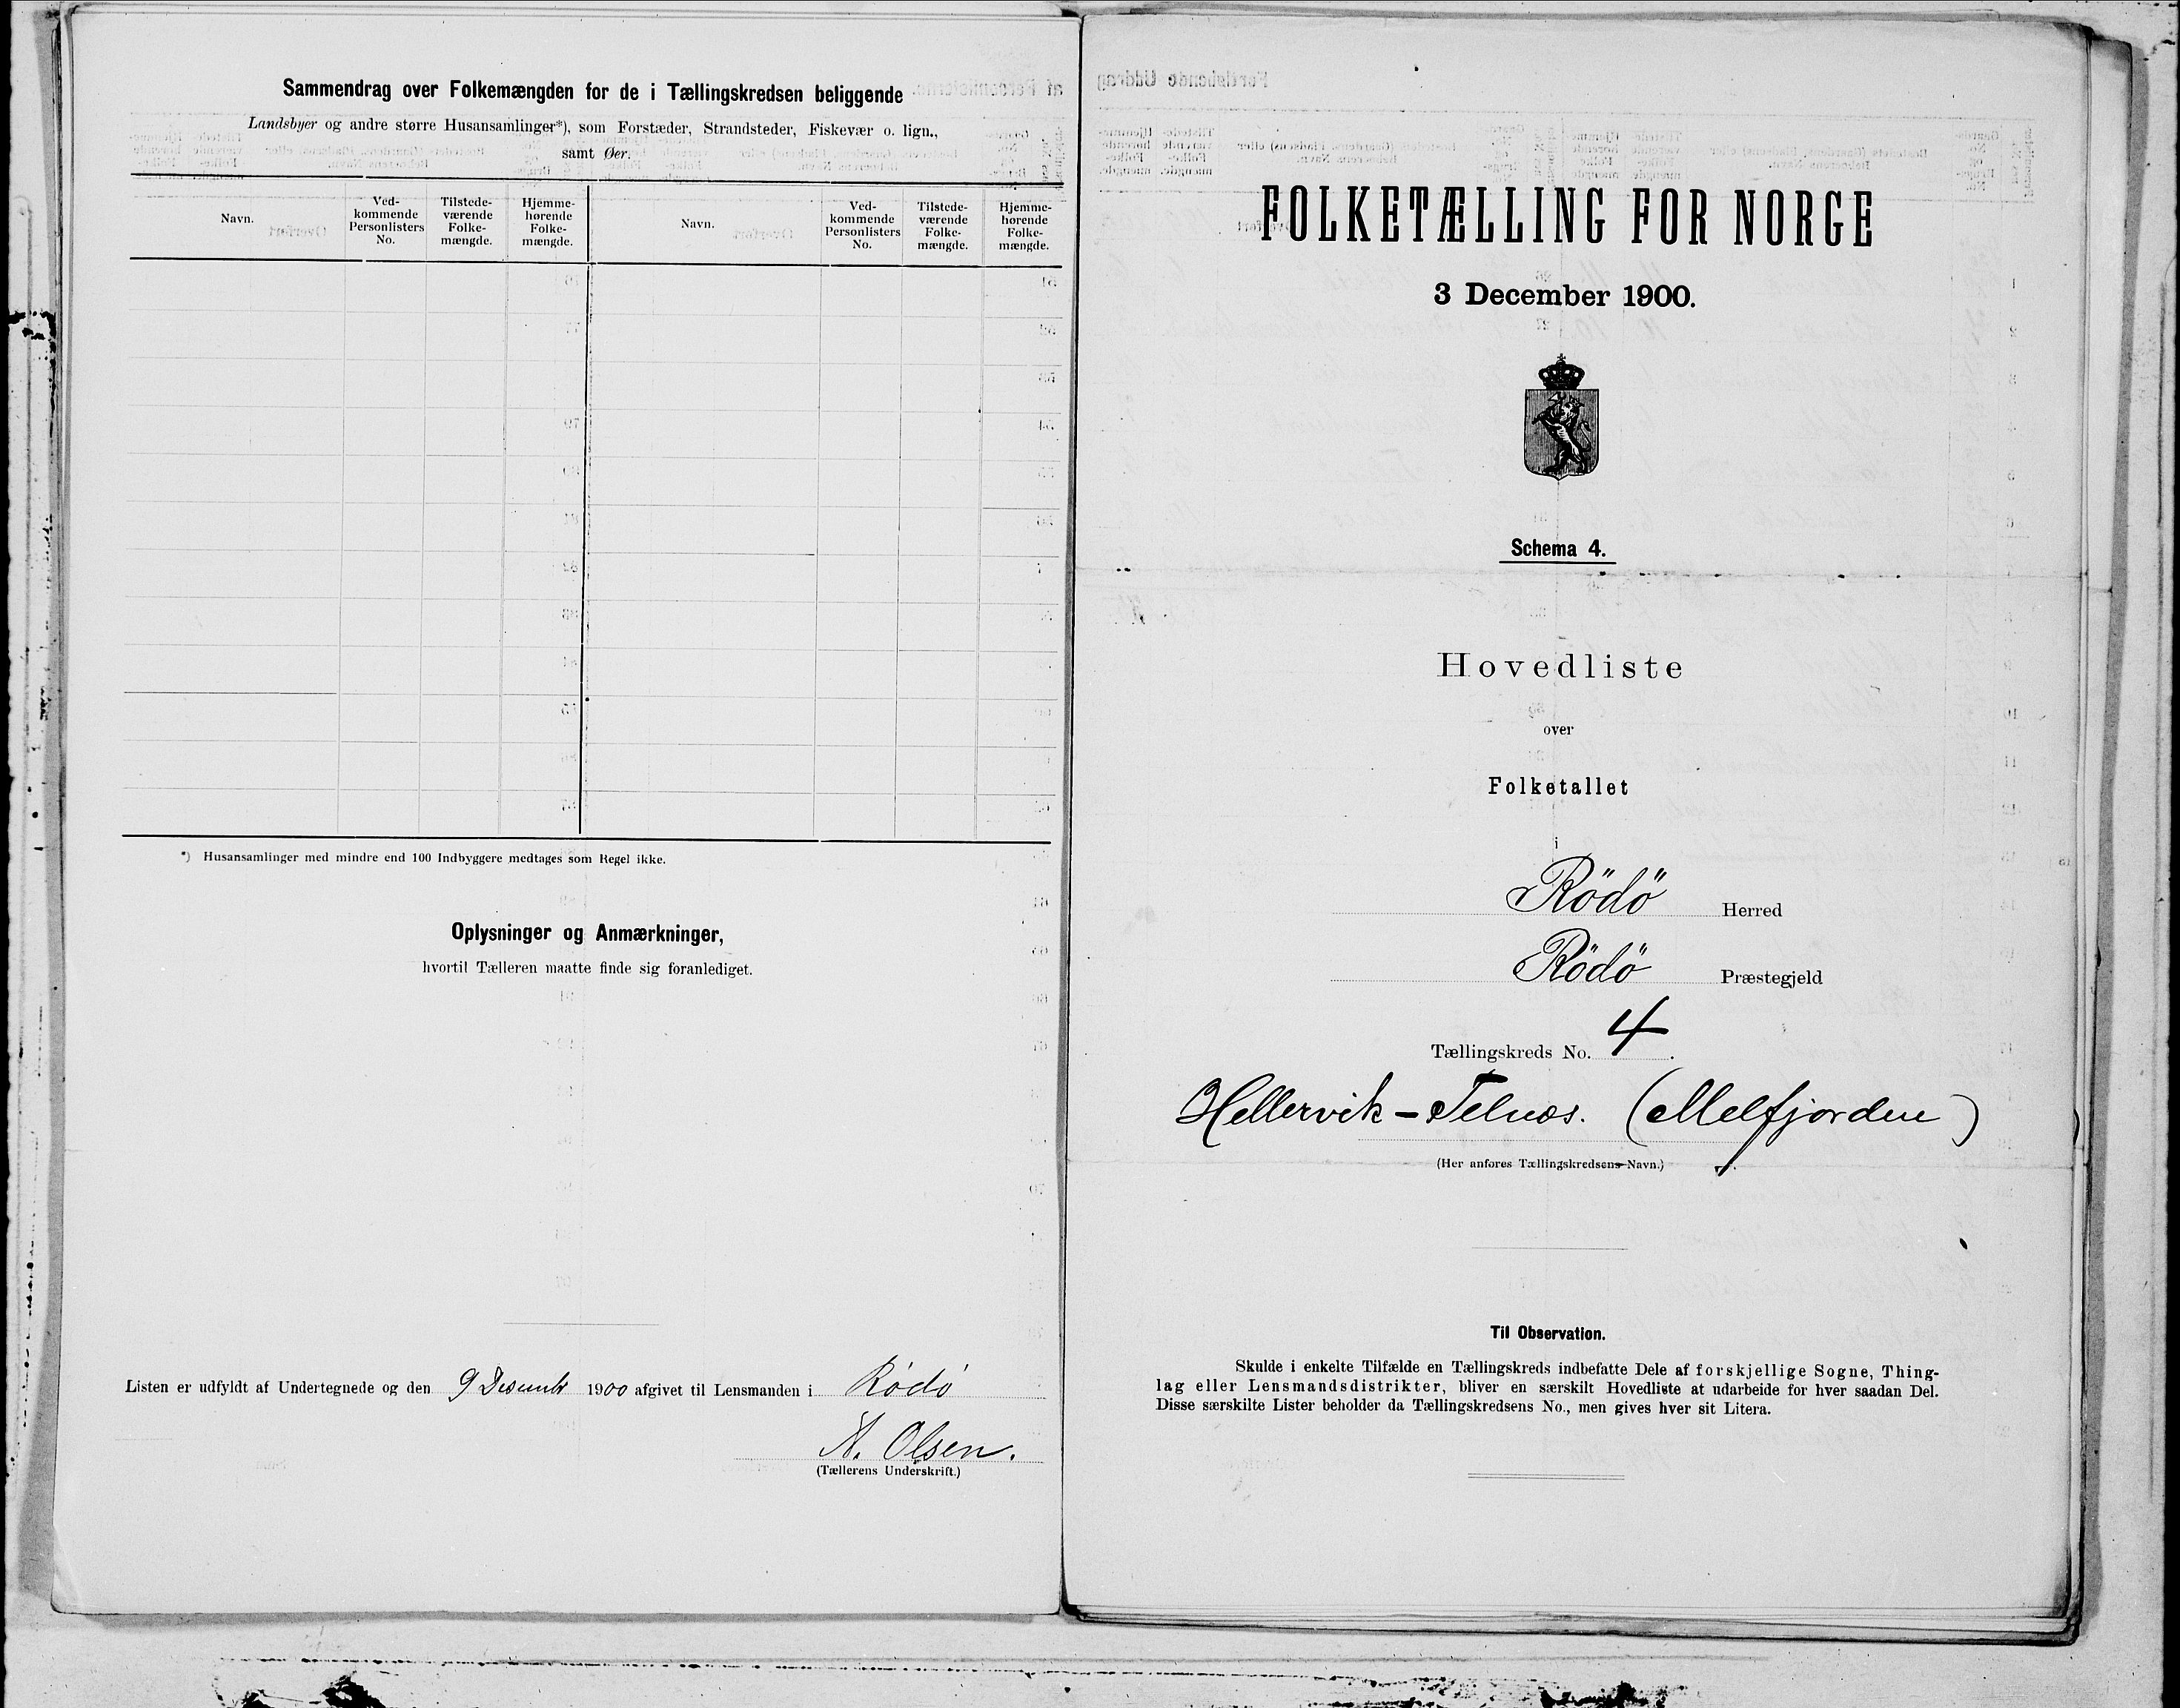 Sammendrag over Folkemængden for de i Tællingskredsen beliggende
Landsbyer og andre større Husansamlinger*), som Forstæder, Strandsteder, Fiskevær o. lign.,
samt Øer.
Navn.
Ved-
kommende
Personlisters
No.
Tilstede-
værende
Folke-
mængde.
Hjemme-
hørende
Folke-
mængde.
Navn.
Ved-
kommende
Personlisters
No.
Tilstede-
værende
Folke-
mængde.
Hjemme-
hørende
Folke-
mængde.
*) Husansamlinger med mindre end 100 Indbyggere medtages som Regel ikke.
Oplysninger og Anmærkninger,
hvortil Tælleren maatte finde sig foranlediget.
Listen er udfyldt af Undertegnede og den 9 1900 afgivet til Lensmanden i Rödö
A. Olsen.
(Tællerens Underskrift.)
FOLKETÆLLING FOR NORGE
3 December 1900.
Schema 4.
Hovedliste
over
Folketallet
i
Rödö Herred
Rödö Præstegjeld
Tællingskreds No. 4.
Hellervik-Telnæs. (Melfjorden)
(Her anføres Tællingskredsens Navn.)
Til Observation.
Skulde i enkelte Tilfælde en Tællingskreds indbefatte Dele af forskjellige Sogne, Thing-
lag eller Lensmandsdistrikter, bliver en særskilt Hovedliste at udarbeide for hver saadan Del.
Disse særskilte Lister beholder da Tællingskredsens No., men gives hver sit Litera.